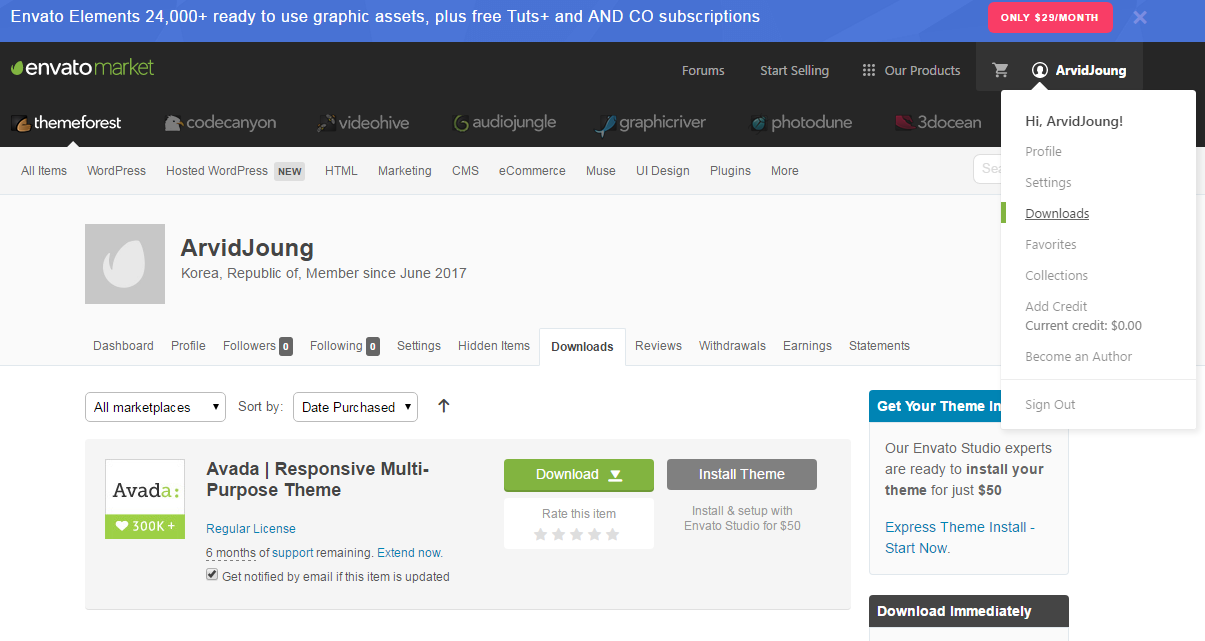 Envato Elements 24,000+ ready to use graphic assets, plus free Tuts+ and AND CO subscriptions
ONLY $29/MONTH
envatomarket
Forums
Start Selling
Our Products
ArvidJoung
themeforest
codecanyon
videohive
audiojungle
graphicriver
photodune
3docean
Hi, ArvidJoung!
Profile
Settings
Downloads
Favorites
Collections
Add Credit
Current credit: $0.00
Become an Author
Sign Out
All Items
WordPress
Hosted WordPress NEW
HTML
Marketing
CMS
eCommerce
Muse
UI Design
Plugins
More
Sea
ArvidJoung
Korea, Republic of, Member since June 2017
Dashboard
Profile
Followers 0
Following 0
Settings
Hidden Items
Downloads
Reviews
Withdrawals
Earnings
Statements
All marketplaces
Sort by:
Date Purchased
Avada:
300K +
Avada | Responsive Multi-
Purpose Theme
Regular License
6 months of support remaining. Extend now.
Get notified by email if this item is updated
Download
Rate this item
Install Theme
Install & setup with
Envato Studio for $50
Get Your Theme In
Our Envato Studio experts
are ready to install your
theme for just $50
Express Theme Install -
Start Now.
Download Immediately